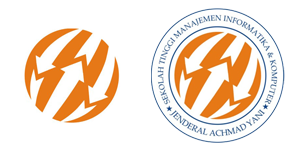 SEKOLAH TINGGI MANAJEMEN INFORMATIKA & KOMPUTER
JENDERAL ACHMAD YANI